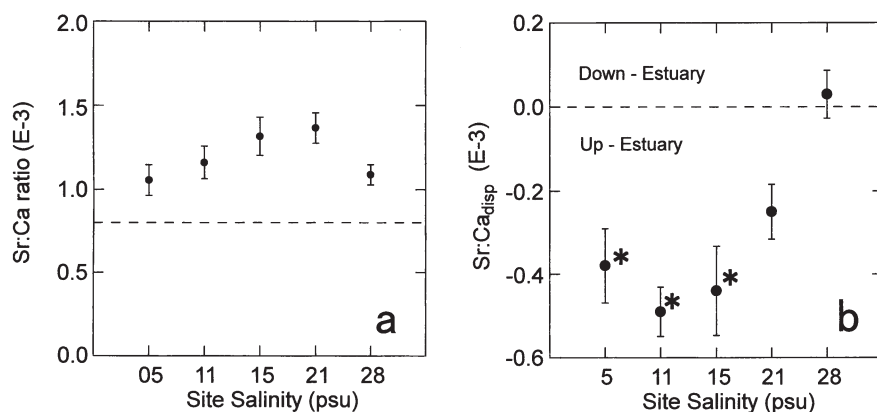 2.0
1.5
1.0
0.5
0.0
Sr:Ca ratio (E-3)
a
05 11 15 21 28
Site Salinity (psu)
0.2
0.0
-0.2
-0.4
-0.6
Sr:Ca disp (E-3)
Down - Estuary
Up - Estuary
*
*
*
b
5 11 15 21 28
Site Salinity (psu)